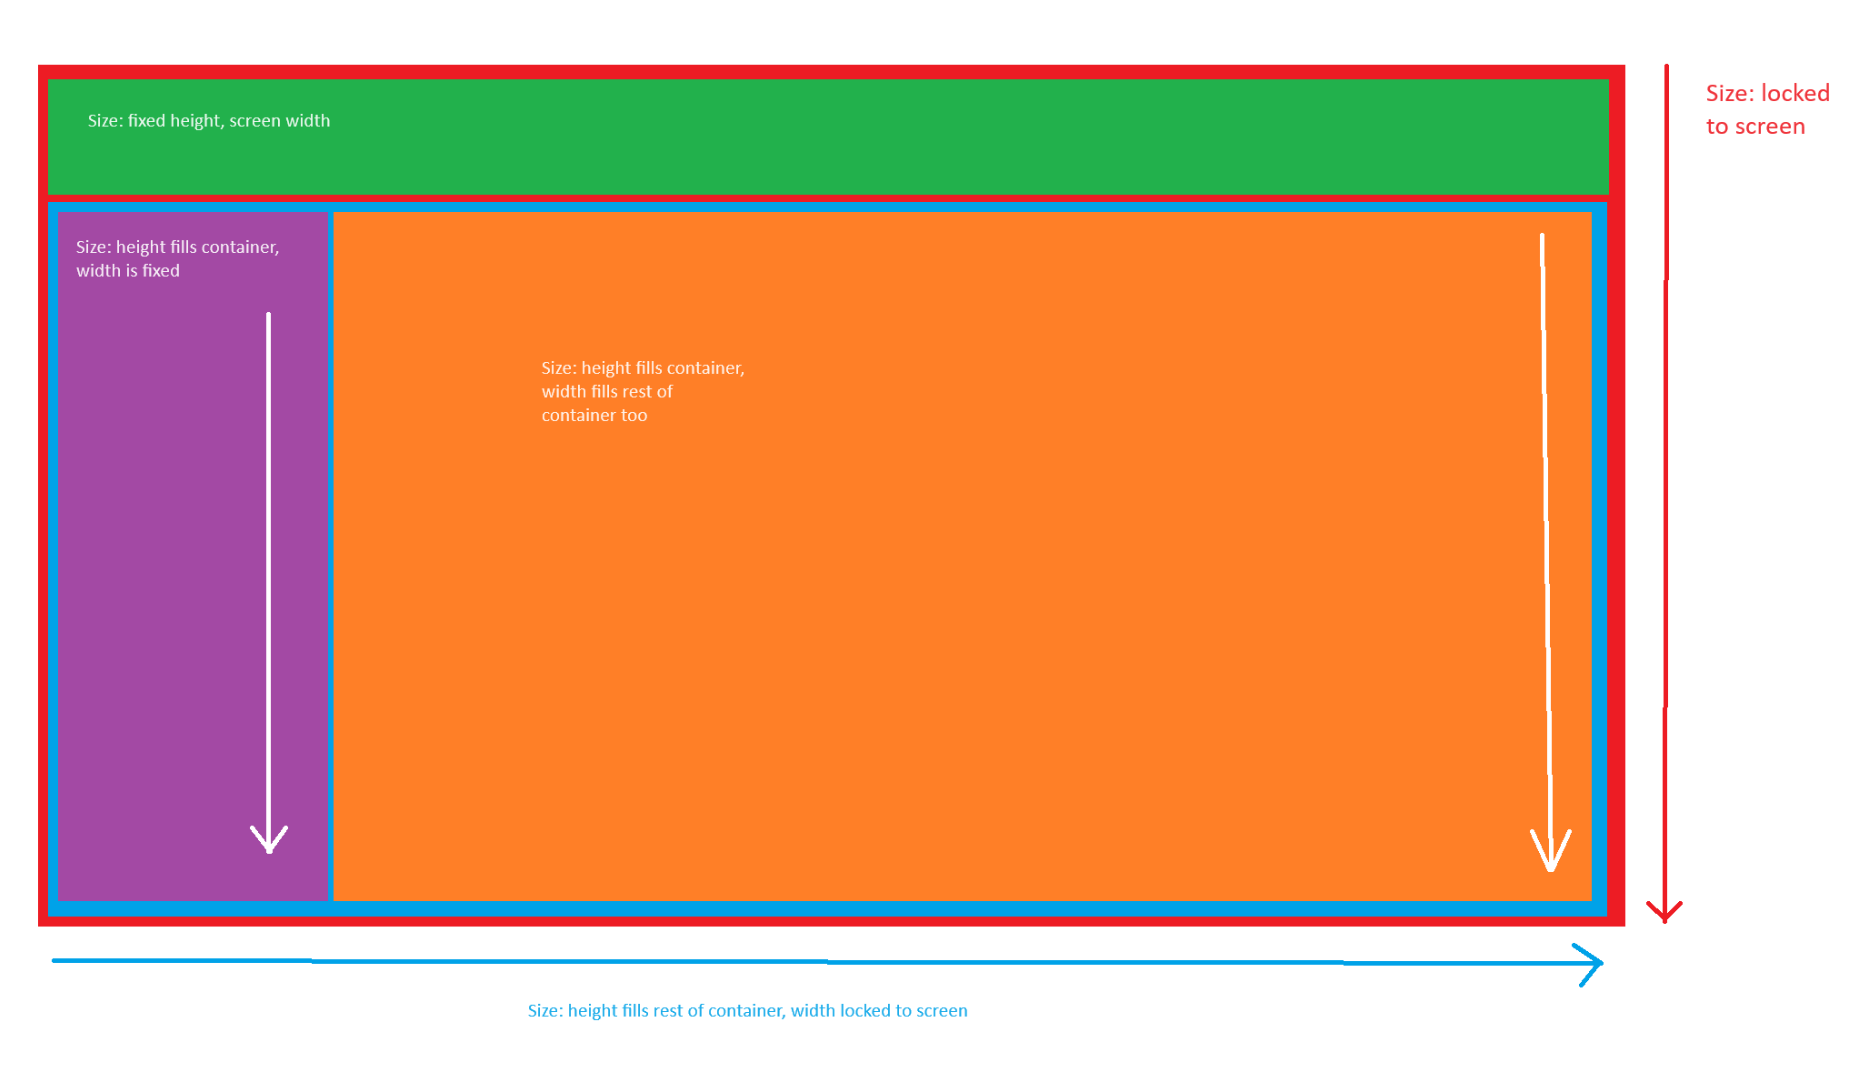 Size: fixed height, screen width
Size: locked
to screen
Size: height fills container,
width is fixed
Size: height fills container,
width fills rest of
container too
Size: height fills rest of container, width locked to screen